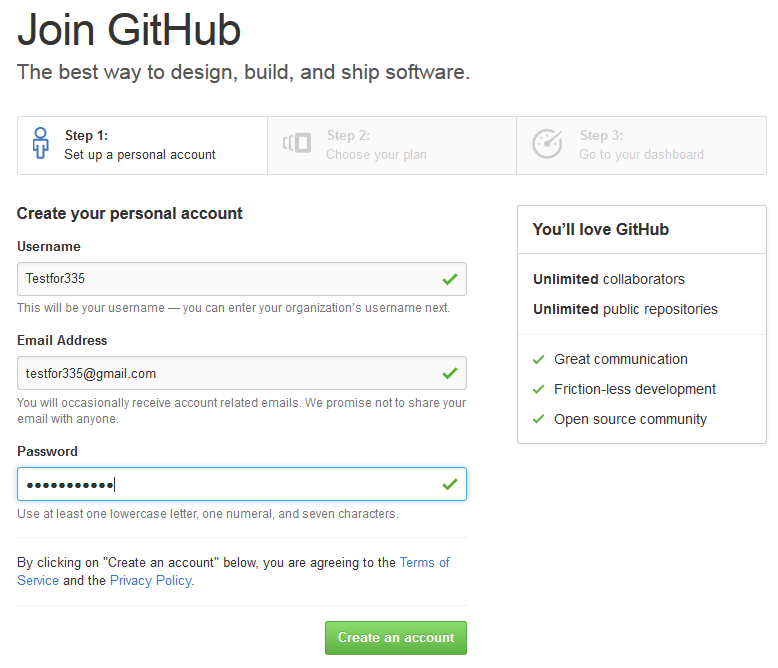 Join GitHub
The best way to design, build, and ship software.
Step 1:
Set up a personal account
Step 2:
Choose your plan
Step 3:
Go to your dashboard
Create your personal account
Username
Testfor335
This will be your username — you can enter your organization’s username next.
Email Address
testfor335@gmail.com
You will occasionally receive account related emails. We promise not to share your
email with anyone.
Password
•••••••••••
Use at least one lowercase letter, one numeral, and seven characters.
By clicking on "Create an account" below, you are agreeing to the Terms of
Service and the Privacy Policy.
Create an account
You’ll love GitHub
Unlimited collaborators
Unlimited public repositories
Great communication
Friction-less development
Open source community